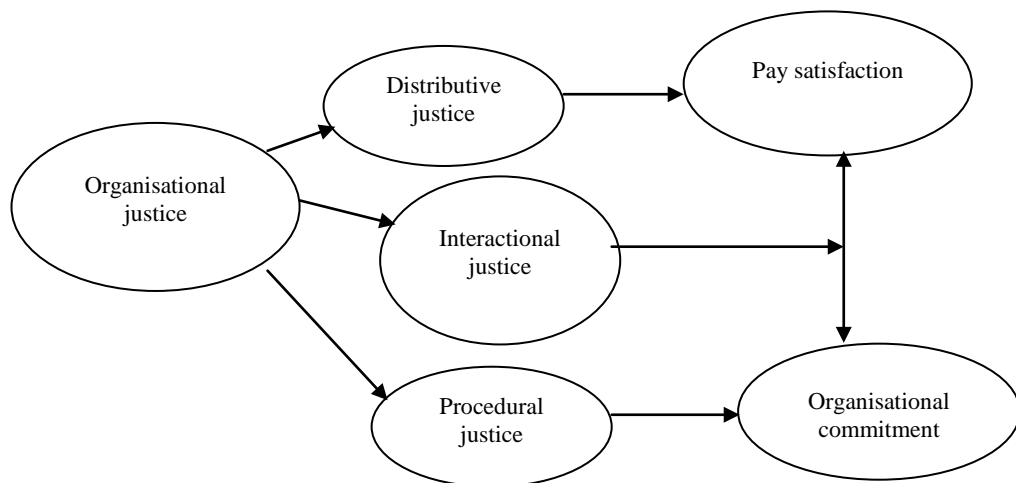 Organisational
justice
Distributive
justice
Interactional
justice
Procedural
justice
Pay satisfaction
Organisational
commitment